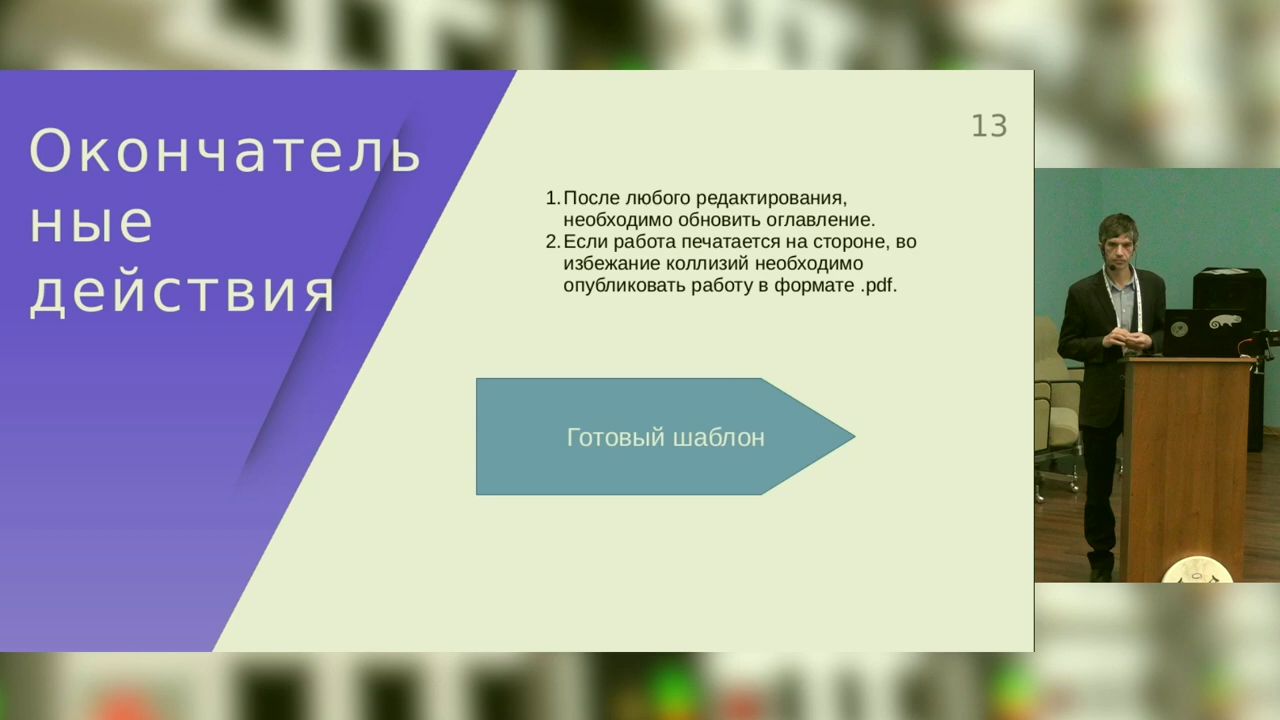 Окончатель
ные
действия
13
1. После любого редактирования,
необходимо обновить оглавление.
2. Если работа печатается на стороне, во
избежание коллизий необходимо
опубликовать работу в формате .pdf.
Готовый шаблон